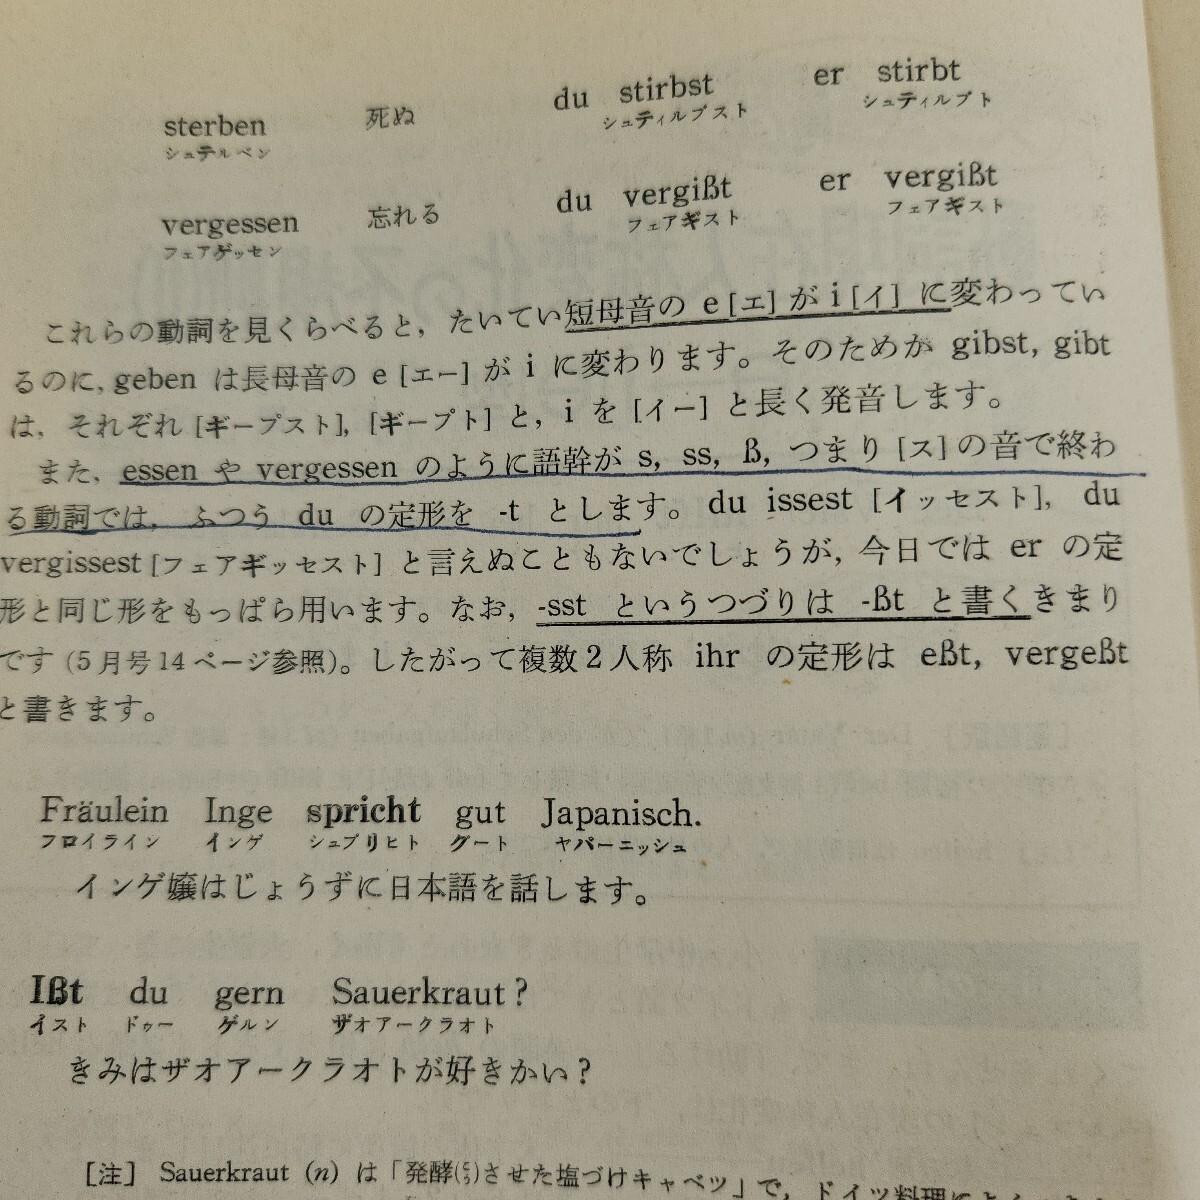 sterben 死ぬ du stirbst er stirbt
シュテルベン シュティルプスト シュティルプト
vergessen 忘れる du vergißt er vergißt
フェアゲッセン フェアギスト フェアギスト
これらの動詞を見くらべると，たいてい短母音の e [エ] が i [イ] に変わってい
るのに, geben は長母音の e [エー] が i に変わります。そのためか gibst, gibt
は，それぞれ [ギープスト], [ギープト] と，i を [イー] と長く発音します。
また，essen や vergessen のように語幹が s, ss, ß, つまり [ス] の音で終わ
る動詞では，ふつう du の定形を -t とします。du issest [イッセスト], du
vergissest [フェアギッセスト] と言えぬこともないでしょうが，今日では er の定
形と同じ形をもっぱら用います。なお，-sst というつづりは -ßt と書くきまり
です (5月号14ページ参照)。したがって複数2人称 ihr の定形は eßt, vergeßt
と書きます。
Fräulein Inge spricht gut Japanisch.
フロイライン インゲ シュプリヒト グート ヤパーニッシュ
インゲ嬢はじょうずに日本語を話します。
Ißt du gern Sauerkraut?
イスト ドゥー ゲルン ザオアークラオト
きみはザオアークラオトが好きかい？
[注] Sauerkraut (n) は「発酵(こう)させた塩づけキャベツ」で，ドイツ料理に